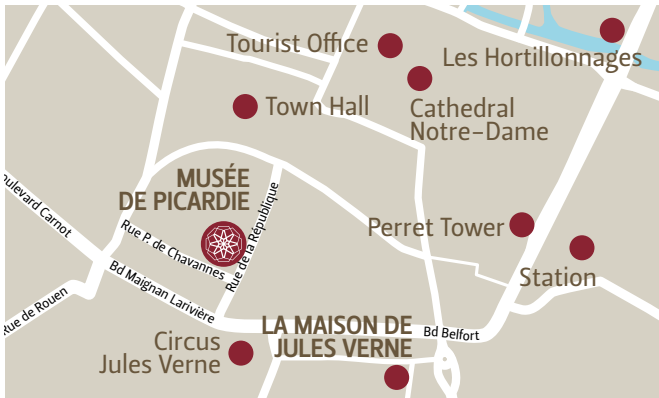 Tourist Office
Les Hortillonnages
Town Hall
Cathedral
Notre-Dame
MUSÉE
DE PICARDIE
oulevard Carnot
Rue P. de Chavannes
Rue de la République
Perret Tower
Station
Bd Maignan Larivière
Rue de Rouen
LA MAISON DE
JULES VERNE
Bd Belfort
Circus
Jules Verne